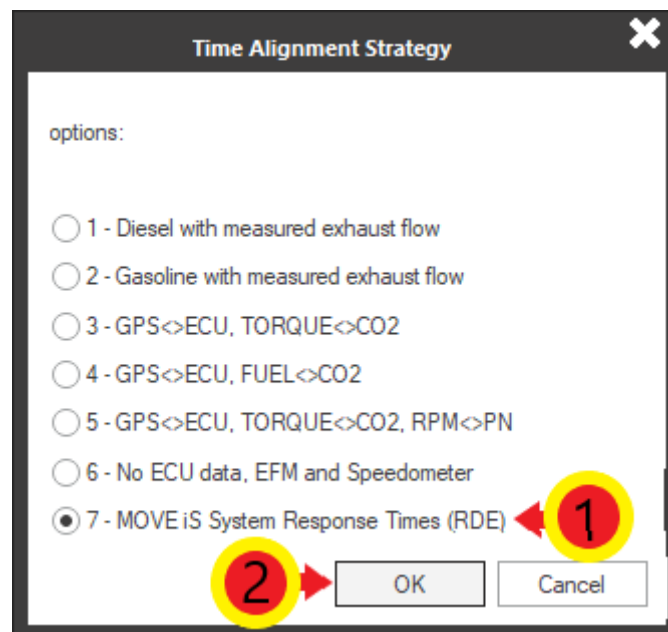 Time Alignment Strategy
options:
1 - Diesel with measured exhaust flow
2 - Gasoline with measured exhaust flow
3 - GPS<>ECU, TORQUE<>CO2
4 - GPS<>ECU, FUEL<>CO2
5 - GPS<>ECU, TORQUE<>CO2, RPM<>PN
6 - No ECU data, EFM and Speedometer
7 - MOVE iS System Response Times (RDE) 1
2 OK Cancel